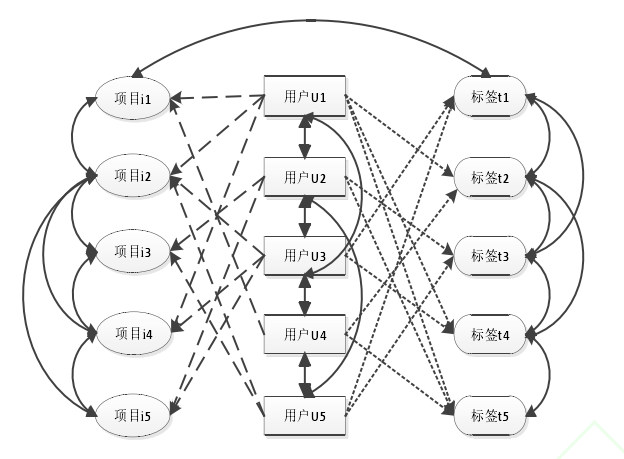 项目i1 用户U1 标签t1
项目i2 用户U2 标签t2
项目i3 用户U3 标签t3
项目i4 用户U4 标签t4
项目i5 用户U5 标签t5